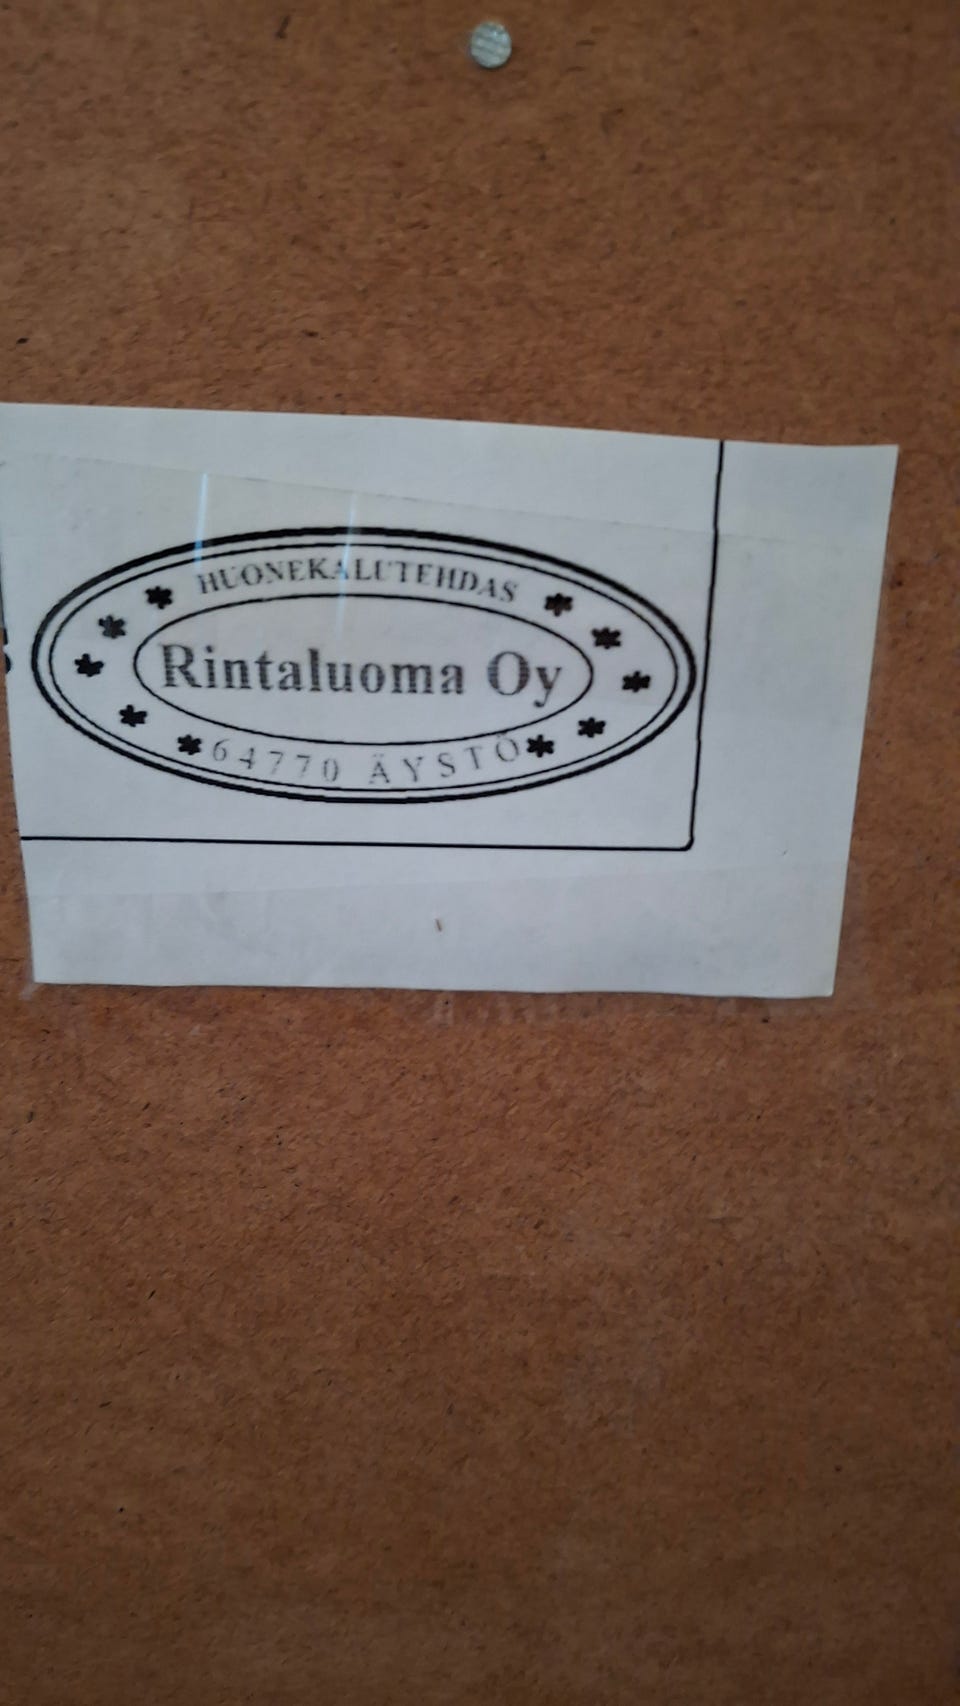 HUONEKALUTEHDAS
Rintaluoma Oy
64770 ÄYSTÖ